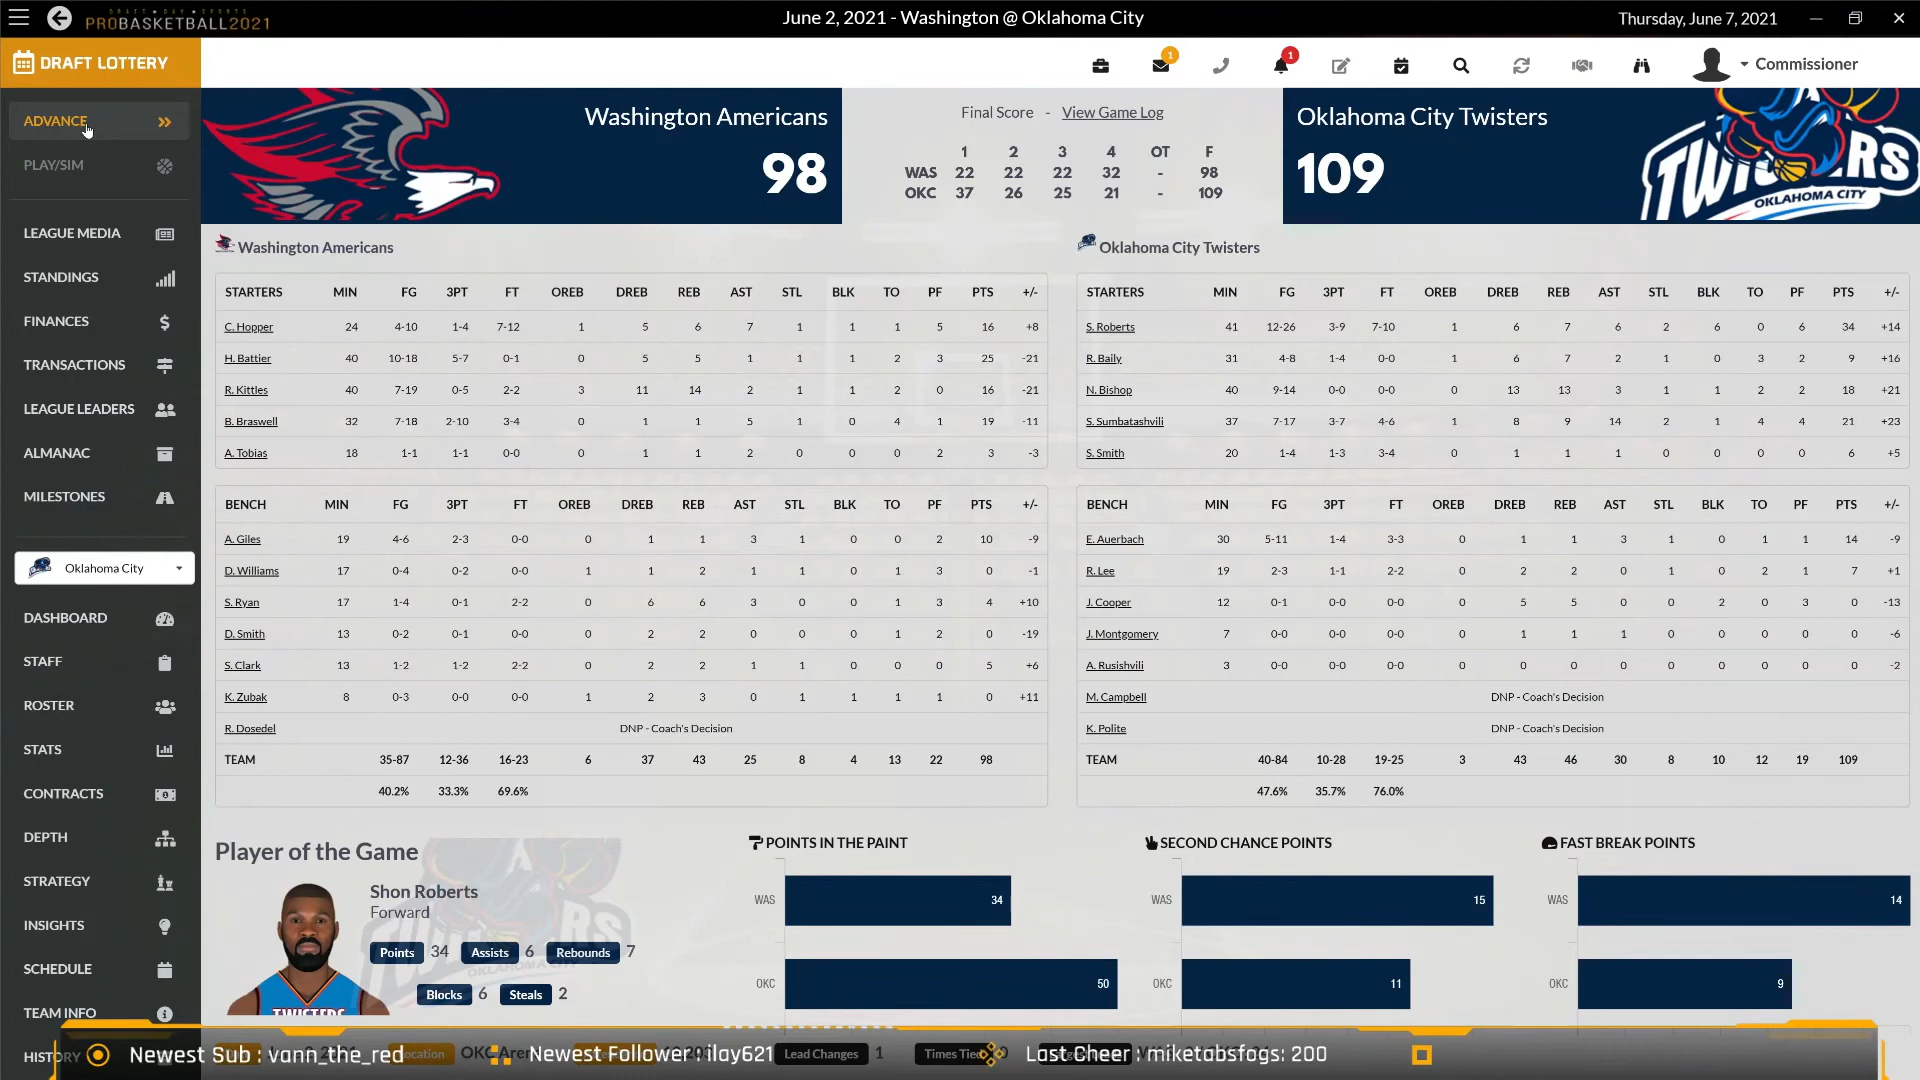 DRAFT · DAY · SPORTS
PROBASKETBALL2021
June 2, 2021 - Washington @ Oklahoma City
Thursday, June 7, 2021
DRAFT LOTTERY
1
1
Commissioner
ADVANCE
PLAY/SIM
LEAGUE MEDIA
STANDINGS
FINANCES
TRANSACTIONS
LEAGUE LEADERS
ALMANAC
MILESTONES
Oklahoma City
DASHBOARD
STAFF
ROSTER
STATS
CONTRACTS
DEPTH
STRATEGY
INSIGHTS
SCHEDULE
TEAM INFO
HISTORY
Washington Americans
98
Final Score - View Game Log
1 2 3 4 OT F
WAS 22 22 22 32 - 98
OKC 37 26 25 21 - 109
Oklahoma City Twisters
109
TWISTERS
OKLAHOMA CITY
Washington Americans
STARTERS MIN FG 3PT FT OREB DREB REB AST STL BLK TO PF PTS +/-
C. Hopper 24 4-10 1-4 7-12 1 5 6 7 1 1 1 5 16 +8
H. Battier 40 10-18 5-7 0-1 0 5 5 1 1 1 2 3 25 -21
R. Kittles 40 7-19 0-5 2-2 3 11 14 2 1 1 2 0 16 -21
B. Braswell 32 7-18 2-10 3-4 0 1 1 5 1 0 4 1 19 -11
A. Tobias 18 1-1 1-1 0-0 0 1 1 2 0 0 0 2 3 -3
BENCH MIN FG 3PT FT OREB DREB REB AST STL BLK TO PF PTS +/-
A. Giles 19 4-6 2-3 0-0 0 1 1 3 1 0 0 2 10 -9
D. Williams 17 0-4 0-2 0-0 1 1 2 1 1 0 1 3 0 -1
S. Ryan 17 1-4 0-1 2-2 0 6 6 3 0 0 1 3 4 +10
D. Smith 13 0-2 0-1 0-0 0 2 2 0 0 0 1 2 0 -19
S. Clark 13 1-2 1-2 2-2 0 2 2 1 1 0 0 0 5 +6
K. Zubak 8 0-3 0-0 0-0 1 2 3 0 1 1 1 1 0 +11
R. Dosedel DNP - Coach's Decision
TEAM 35-87 12-36 16-23 6 37 43 25 8 4 13 22 98
40.2% 33.3% 69.6%
Oklahoma City Twisters
STARTERS MIN FG 3PT FT OREB DREB REB AST STL BLK TO PF PTS +/-
S. Roberts 41 12-26 3-9 7-10 1 6 7 6 2 6 0 6 34 +14
R. Baily 31 4-8 1-4 0-0 1 6 7 2 1 0 3 2 9 +16
N. Bishop 40 9-14 0-0 0-0 0 13 13 3 1 1 2 2 18 +21
S. Sumbatashvili 37 7-17 3-7 4-6 1 8 9 14 2 1 4 4 21 +23
S. Smith 20 1-4 1-3 3-4 0 1 1 1 0 0 0 0 6 +5
BENCH MIN FG 3PT FT OREB DREB REB AST STL BLK TO PF PTS +/-
E. Auerbach 30 5-11 1-4 3-3 0 1 1 3 1 0 1 1 14 -9
R. Lee 19 2-3 1-1 2-2 0 2 2 0 1 0 2 1 7 +1
J. Cooper 12 0-1 0-0 0-0 0 5 5 0 0 2 0 3 0 -13
J. Montgomery 7 0-0 0-0 0-0 0 1 1 1 0 0 0 0 0 -6
A. Rusishvili 3 0-0 0-0 0-0 0 0 0 0 0 0 0 0 0 -2
M. Campbell DNP - Coach's Decision
K. Polite DNP - Coach's Decision
TEAM 40-84 10-28 19-25 3 43 46 30 8 10 12 19 109
47.6% 35.7% 76.0%
Player of the Game
Shon Roberts
Forward
Points 34 Assists 6 Rebounds 7
Blocks 6 Steals 2
TWISTERS
POINTS IN THE PAINT
WAS 34
OKC 50
SECOND CHANCE POINTS
WAS 15
OKC 11
FAST BREAK POINTS
WAS 14
OKC 9
Newest Sub : vann_the_red
Newest Follower : ilay621
Lead Changes 1
Last Cheer : miketabsfogs: 200